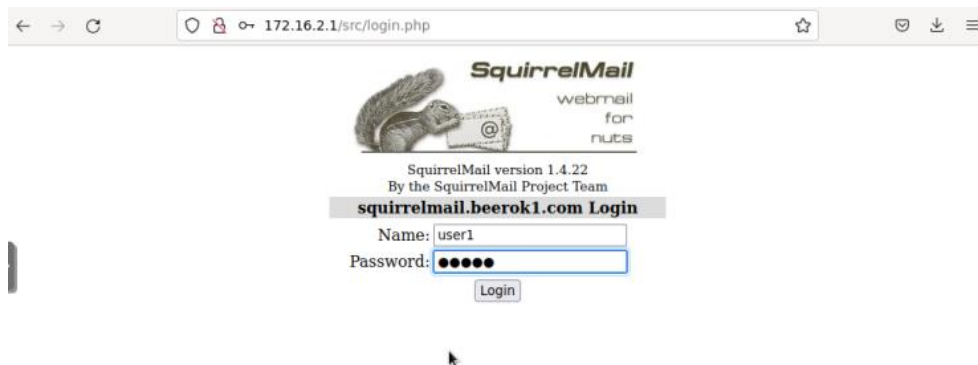 172.16.2.1/src/login.php
SquirrelMail
webmail
for
nuts
@
SquirrelMail version 1.4.22
By the SquirrelMail Project Team
squirrelmail.beerok1.com Login
Name: user1
Password: ●●●●●
Login